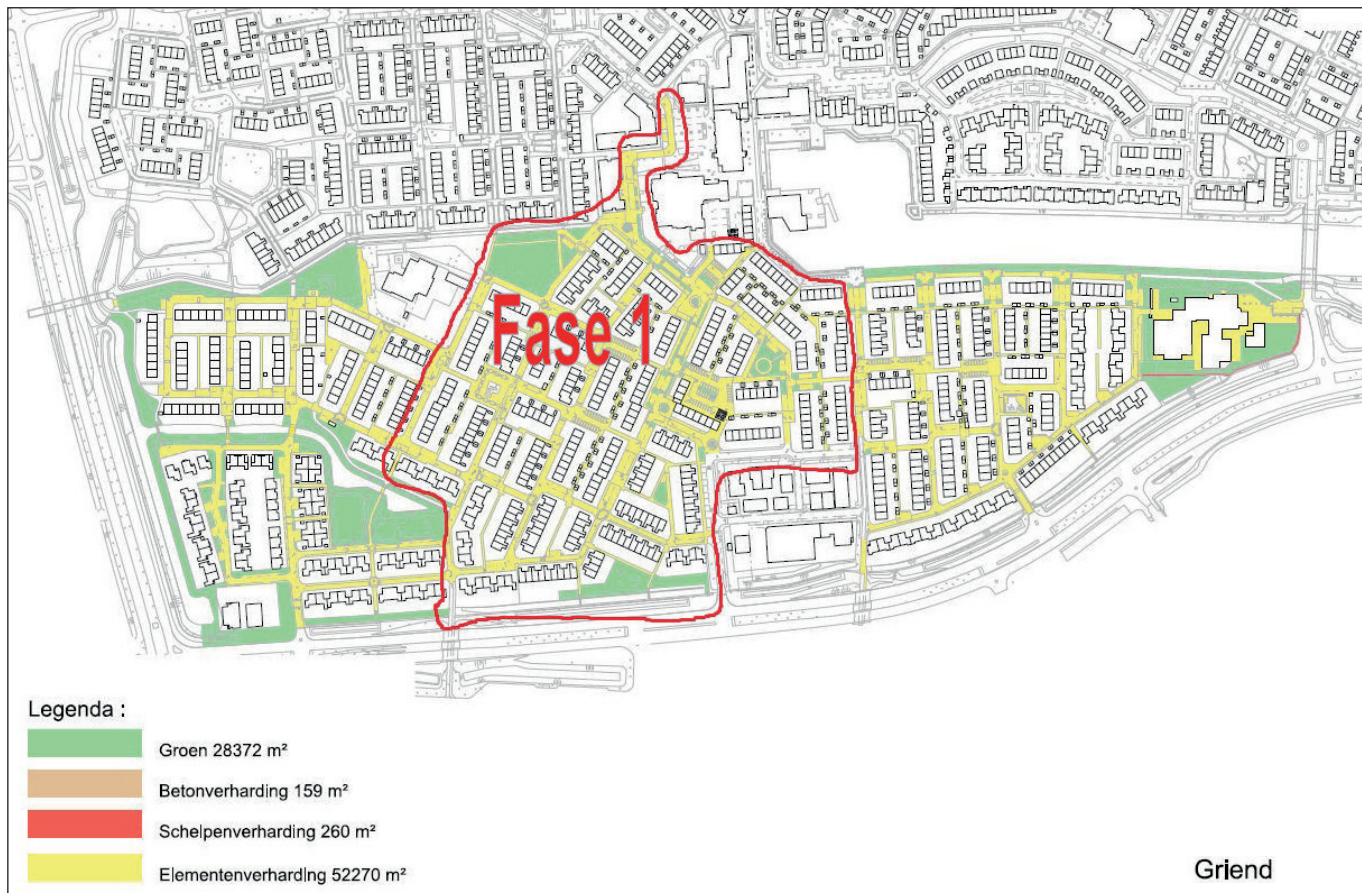 Fase 1
Legenda :
Groen 28372 m²
Betonverharding 159 m²
Schelpenverharding 260 m²
Elementenverharding 52270 m²
Griend